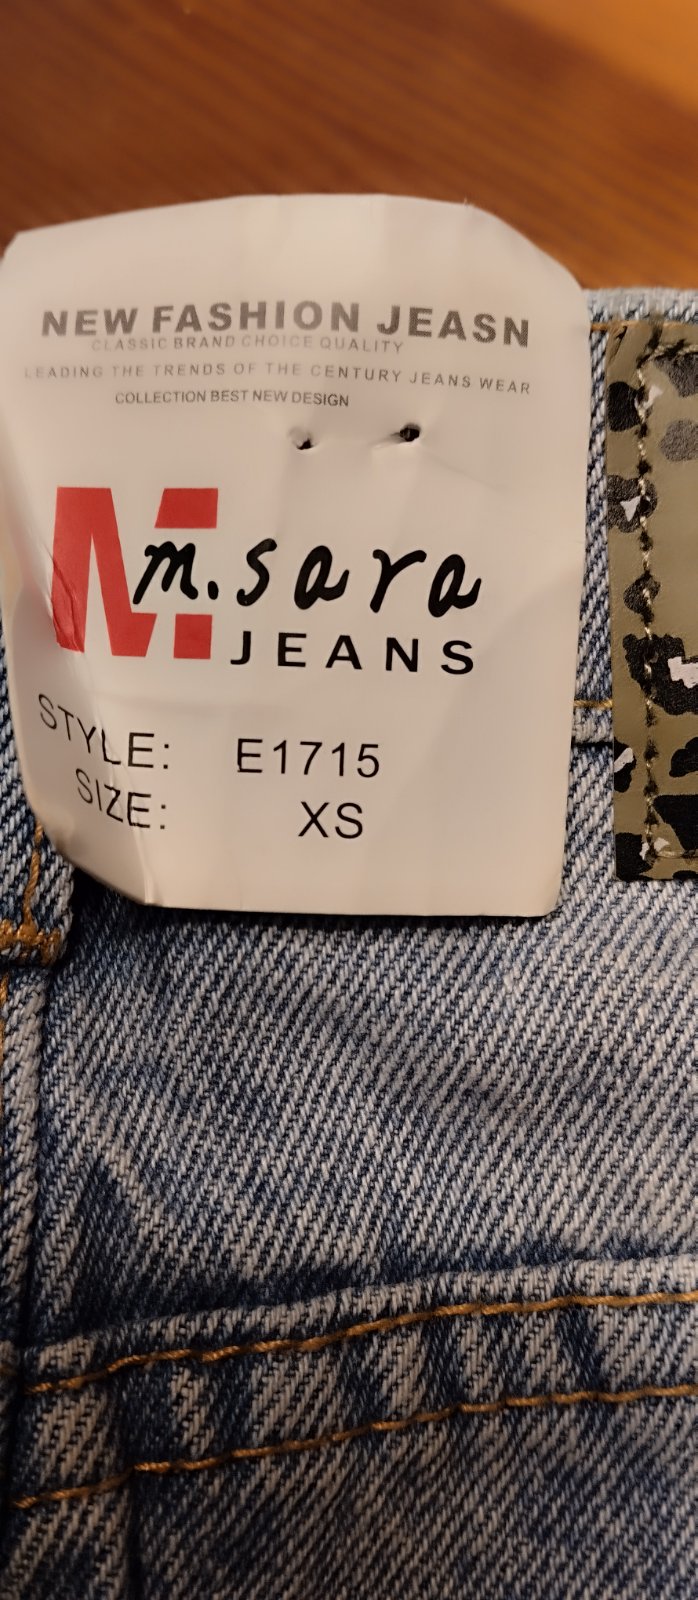 NEW FASHION JEASN
CLASSIC BRAND CHOICE QUALITY
LEADING THE TRENDS OF THE CENTURY JEANS WEAR
COLLECTION BEST NEW DESIGN
M
m.sara
JEANS
STYLE: E1715
SIZE: XS